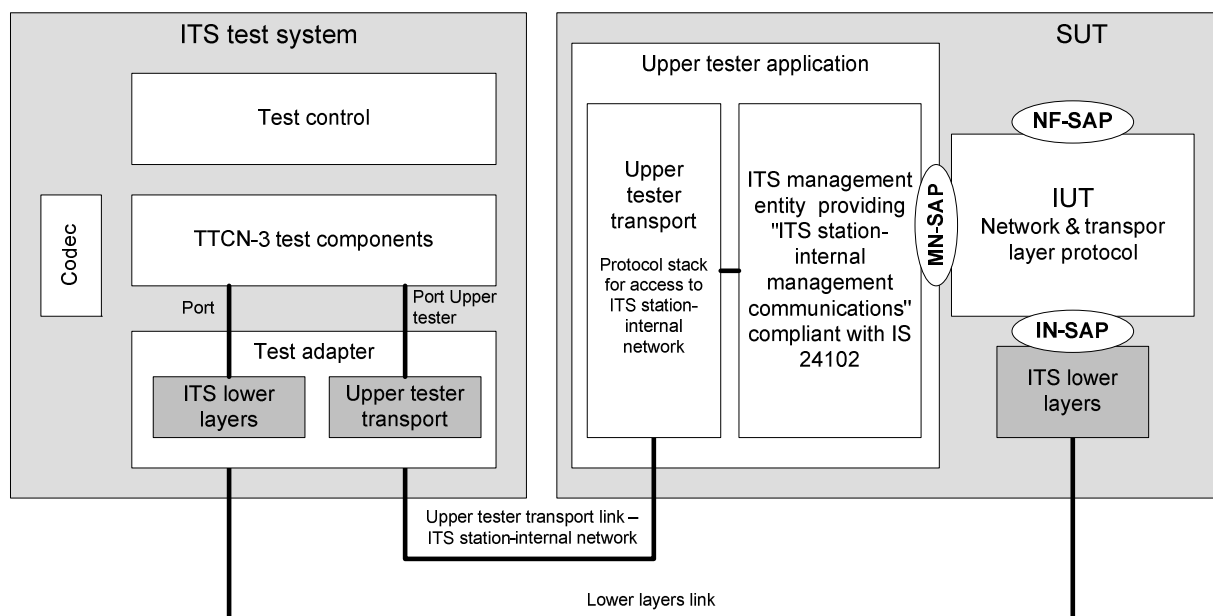 ITS test system
Test control
Codec
TTCN-3 test components
Port
Port Upper
tester
Test adapter
ITS lower
layers
Upper tester
transport
SUT
Upper tester application
Upper
tester
transport
Protocol stack
for access to
ITS station-
internal
network
ITS management
entity providing
"ITS station-
internal
management
communications"
compliant with IS
24102
MN-SAP
NF-SAP
IUT
Network & transpor
layer protocol
IN-SAP
ITS lower
layers
Upper tester transport link –
ITS station-internal network
Lower layers link